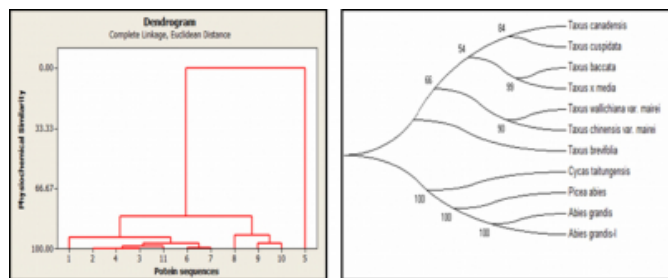 Dendrogram
Complete Linkage, Euclidean Distance
Physiochemical Similarity
0.00
33.33
66.67
100.00
1 2 4 3 11 6 7 8 9 10 5
Potein sequences
Taxus canadensis
84
Taxus cuspidata
54
Taxus baccata
99
Taxus x media
66
Taxus wallichiana var. mairei
90
Taxus chinensis var. mairei
Taxus brevifolia
Cycas taitungensis
100
Picea abies
100
Abies grandis
100
Abies grandis-I